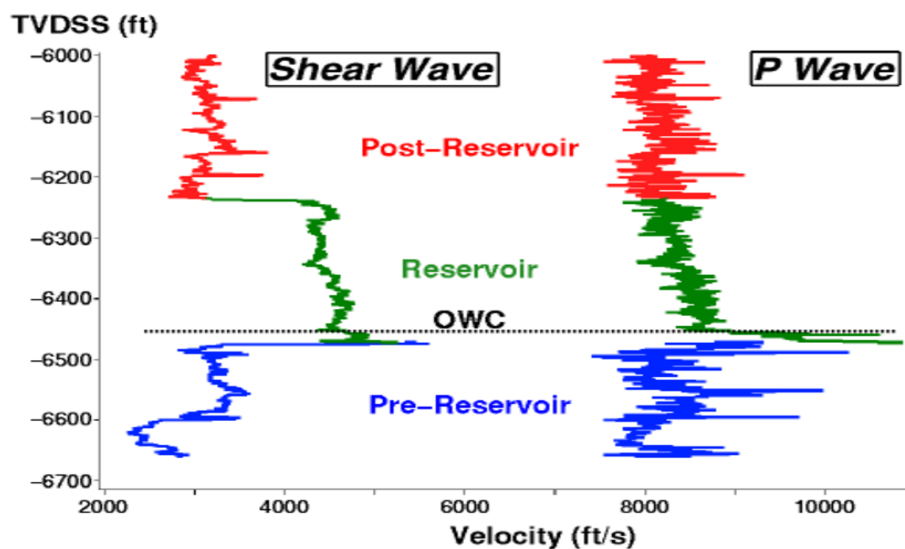 TVDSS (ft)
Shear Wave
P Wave
Post-Reservoir
Reservoir
OWC
Pre-Reservoir
-6000
-6100
-6200
-6300
-6400
-6500
-6600
-6700
2000
4000
6000
8000
10000
Velocity (ft/s)